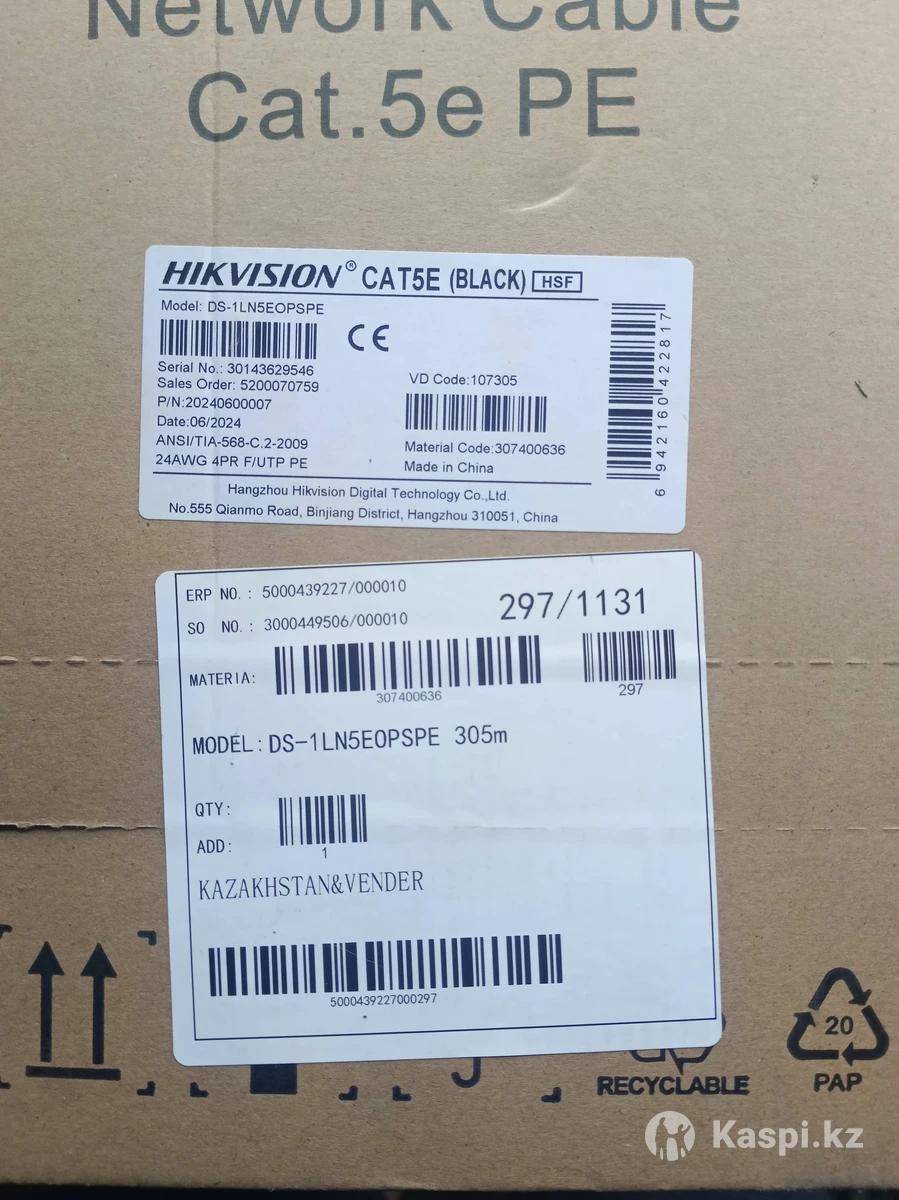 Network Cable
Cat.5e PE
HIKVISION® CAT5E (BLACK) HSF
Model: DS-1LN5EOPSPE
CE
Serial No.: 30143629546
Sales Order: 5200070759
P/N:20240600007
Date:06/2024
ANSI/TIA-568-C.2-2009
24AWG 4PR F/UTP PE
VD Code:107305
Material Code:307400636
Made in China
6942160422817
Hangzhou Hikvision Digital Technology Co.,Ltd.
No.555 Qianmo Road, Binjiang District, Hangzhou 310051, China
ERP NO.: 5000439227/000010
SO NO.: 3000449506/000010
297/1131
MATERIA:
307400636
297
MODEL:DS-1LN5EOPSPE 305m
QTY:
ADD:
1
KAZAKHSTAN&VENDER
5000439227000297
RECYCLABLE
20
PAP
Kaspi.kz